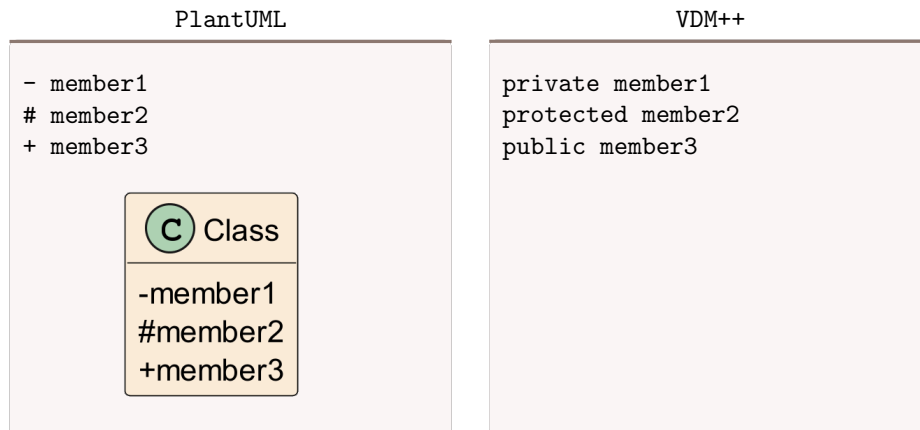 PlantUML
- member1
# member2
+ member3
C Class
-member1
#member2
+member3
VDM++
private member1
protected member2
public member3